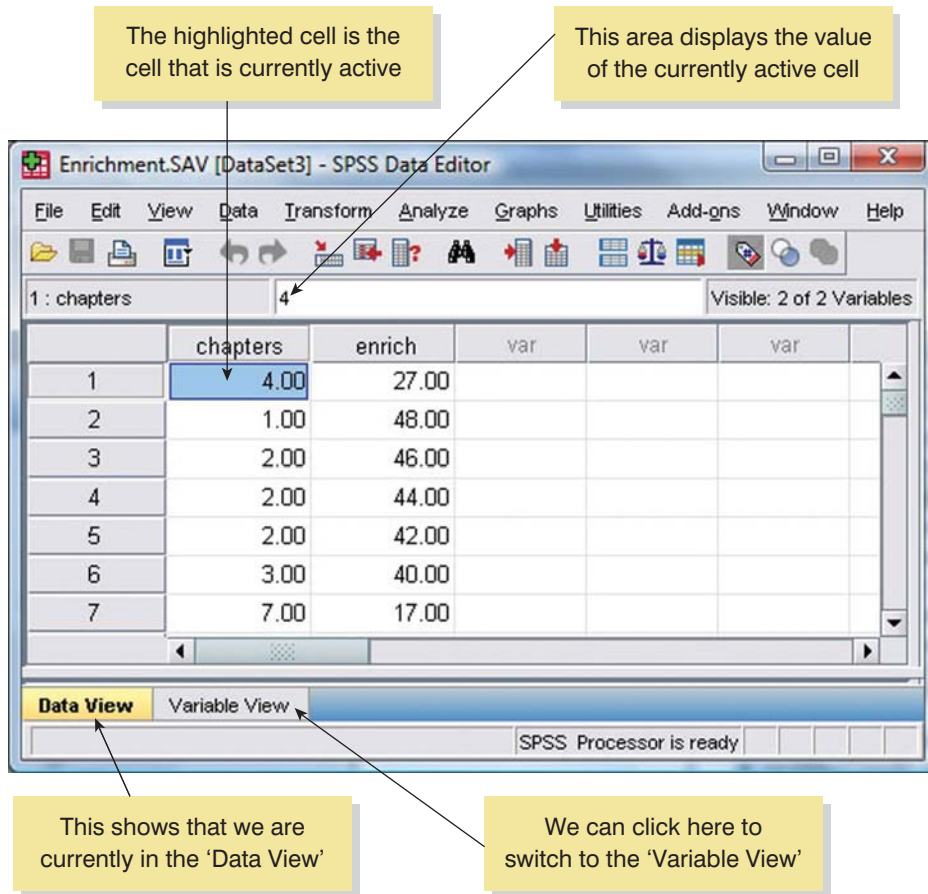 The highlighted cell is the
cell that is currently active
This area displays the value
of the currently active cell
Enrichment.SAV [DataSet3] - SPSS Data Editor
File Edit View Data Transform Analyze Graphs Utilities Add-ons Window Help
1 : chapters 4 Visible: 2 of 2 Variables
chapters enrich var var var
1 4.00 27.00
2 1.00 48.00
3 2.00 46.00
4 2.00 44.00
5 2.00 42.00
6 3.00 40.00
7 7.00 17.00
Data View Variable View
SPSS Processor is ready
This shows that we are
currently in the ‘Data View’
We can click here to
switch to the ‘Variable View’